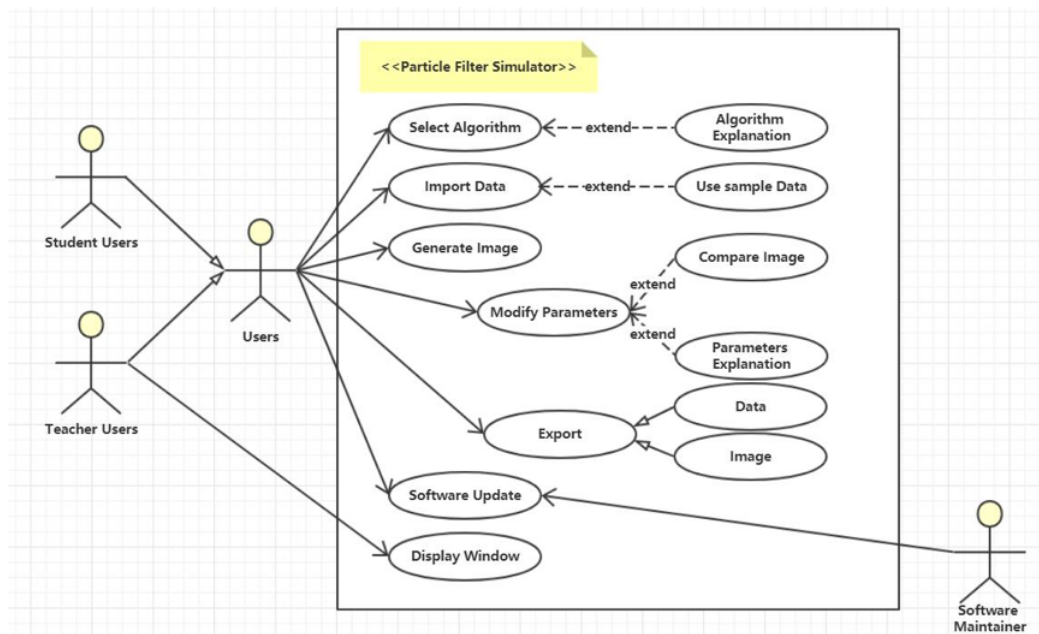 <<Particle Filter Simulator>>
Select Algorithm
extend
Algorithm
Explanation
Import Data
extend
Use sample Data
Student Users
Generate Image
Compare Image
extend
Modify Parameters
extend
Users
Parameters
Explanation
Data
Teacher Users
Export
Image
Software Update
Display Window
Software
Maintainer